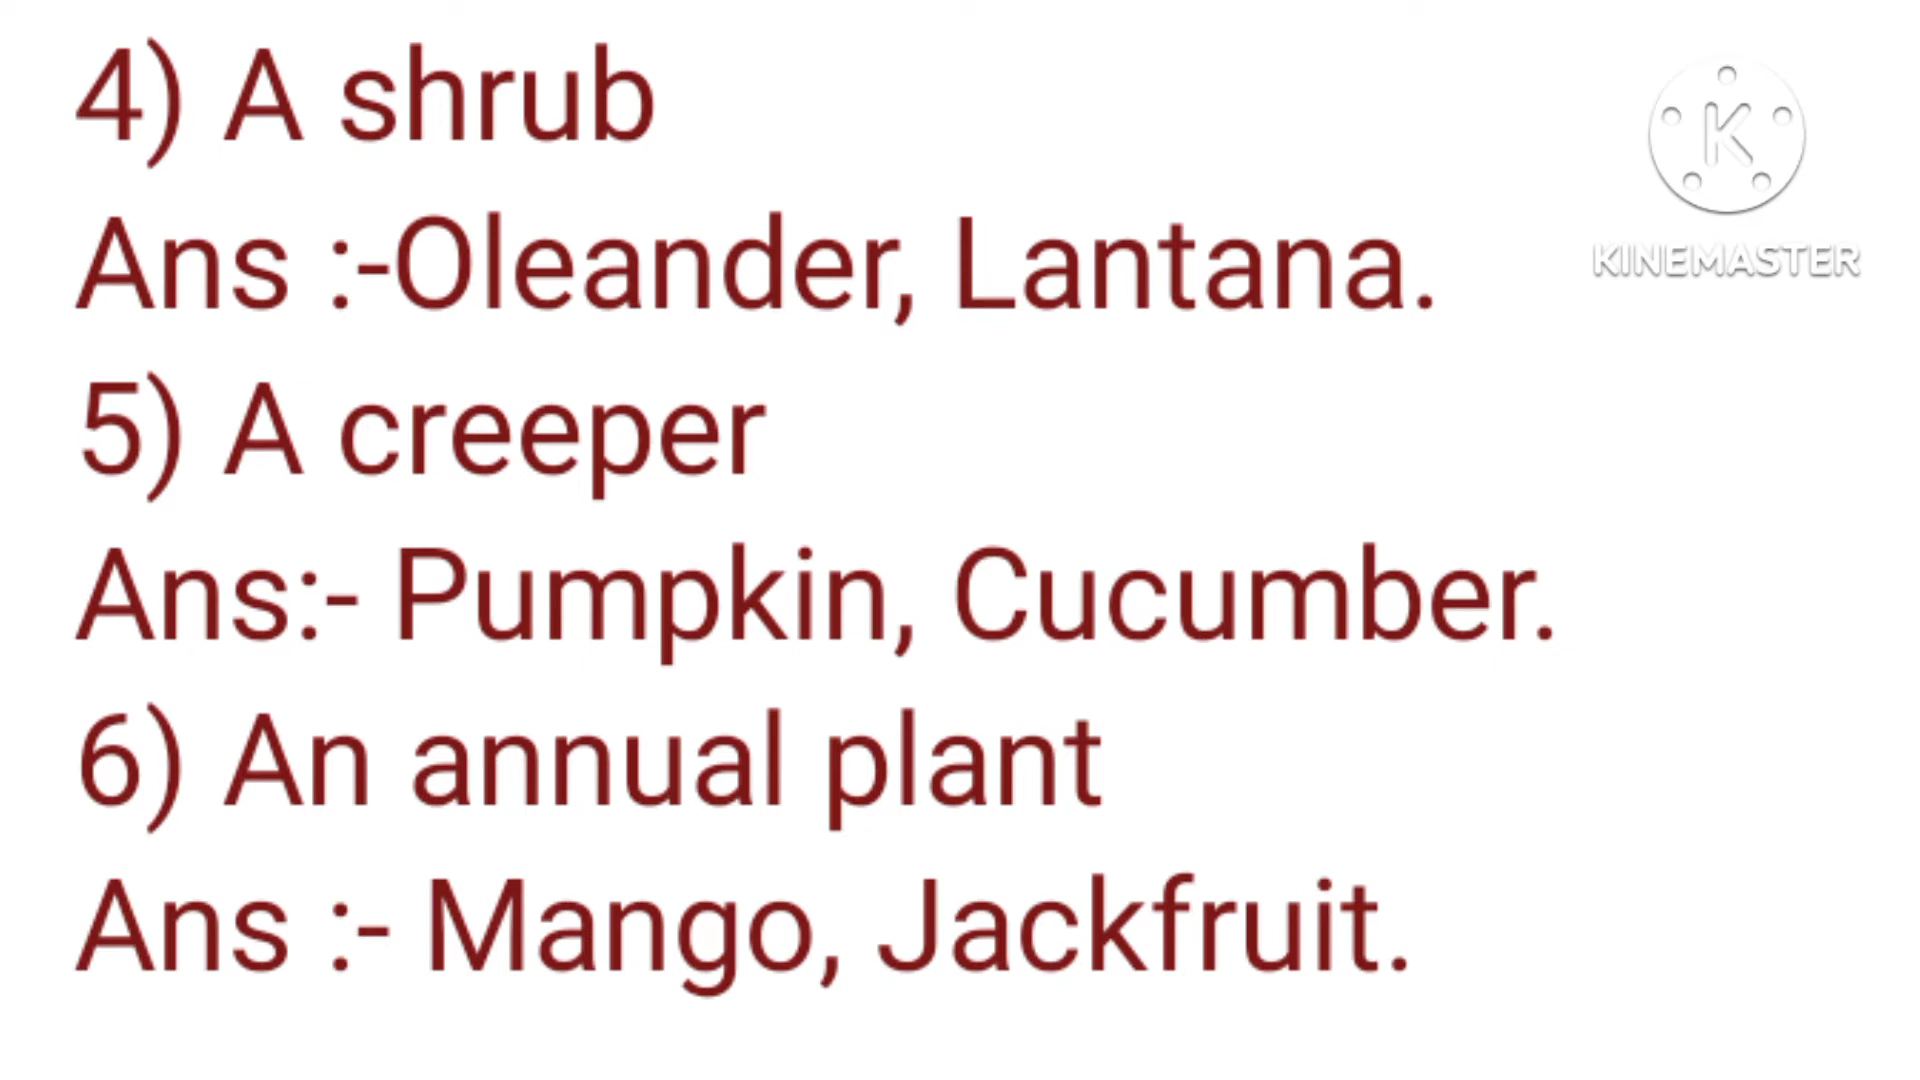 4) A shrub
Ans :-Oleander, Lantana.
5) A creeper
Ans:- Pumpkin, Cucumber.
6) An annual plant
Ans :- Mango, Jackfruit.
K
KINEMASTER